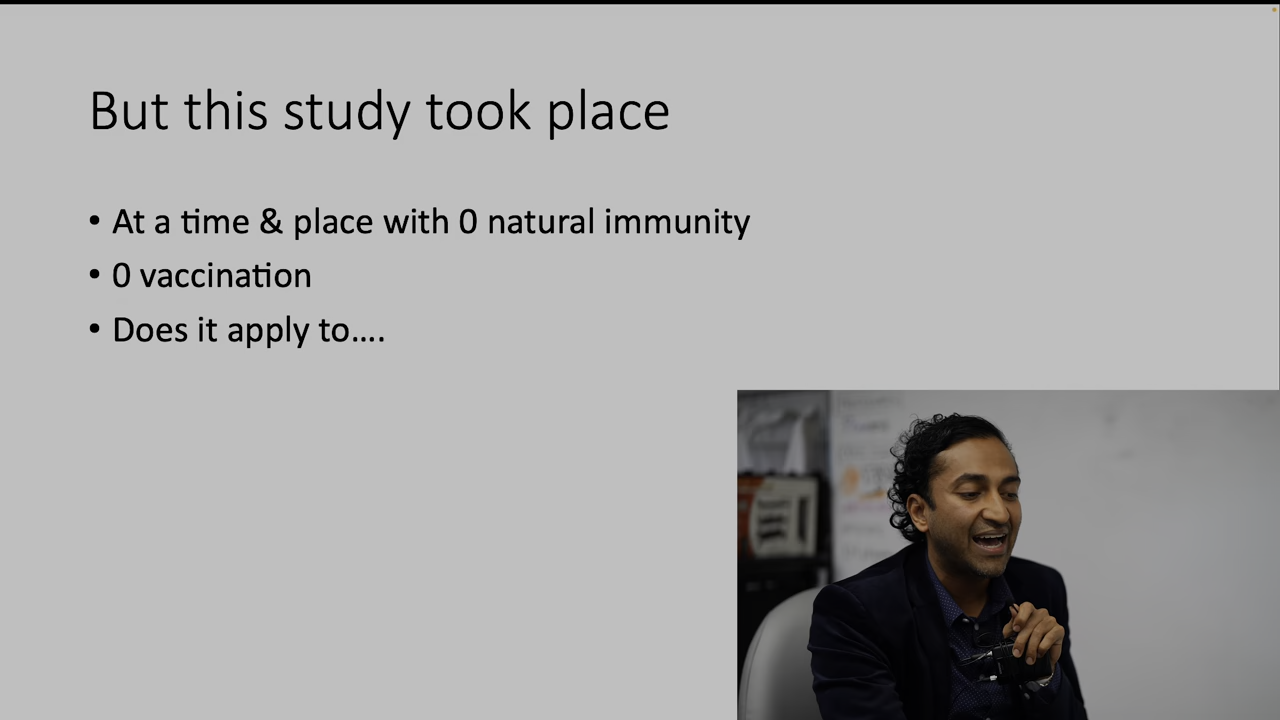 But this study took place
• At a time & place with 0 natural immunity
• 0 vaccination
• Does it apply to....